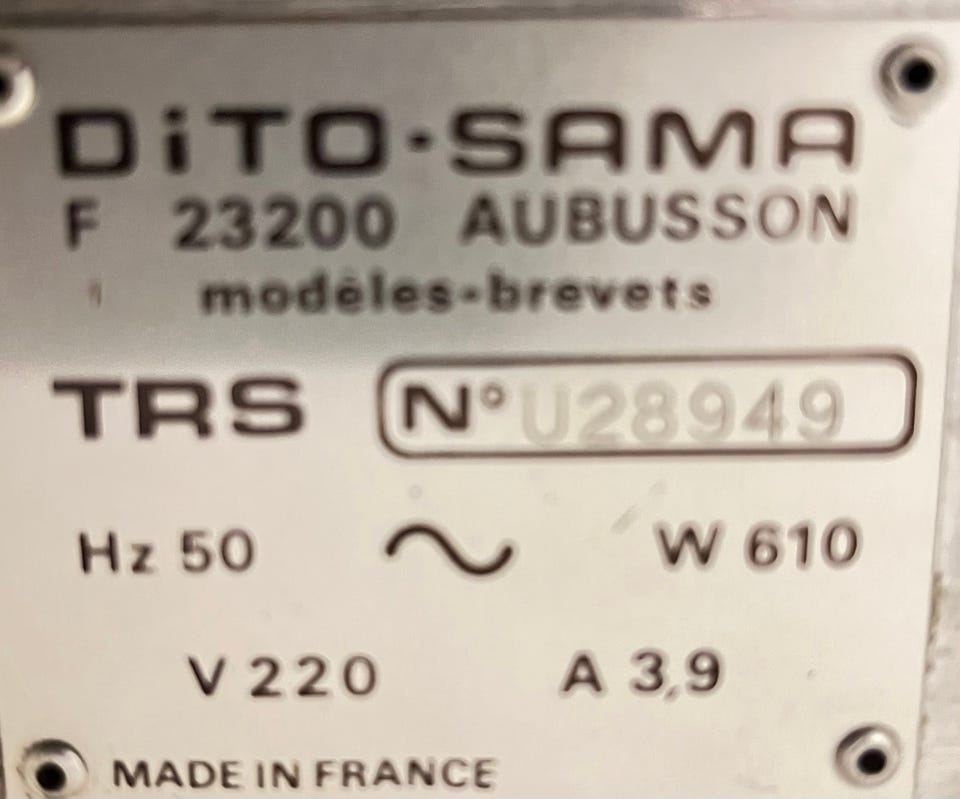 DiTO·SAMA
F 23200 AUBUSSON
modèles-brevets
TRS N° U28949
Hz 50 ~ W 610
V 220 A 3,9
MADE IN FRANCE